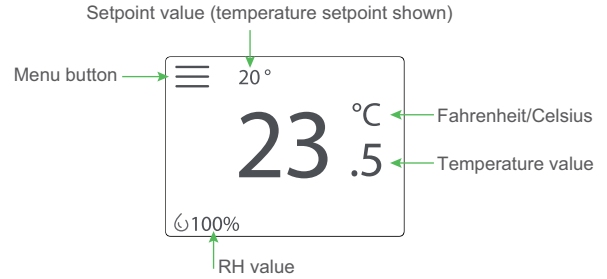 Setpoint value (temperature setpoint shown)
Menu button
20 °
°C
Fahrenheit/Celsius
23 .5
Temperature value
100%
RH value